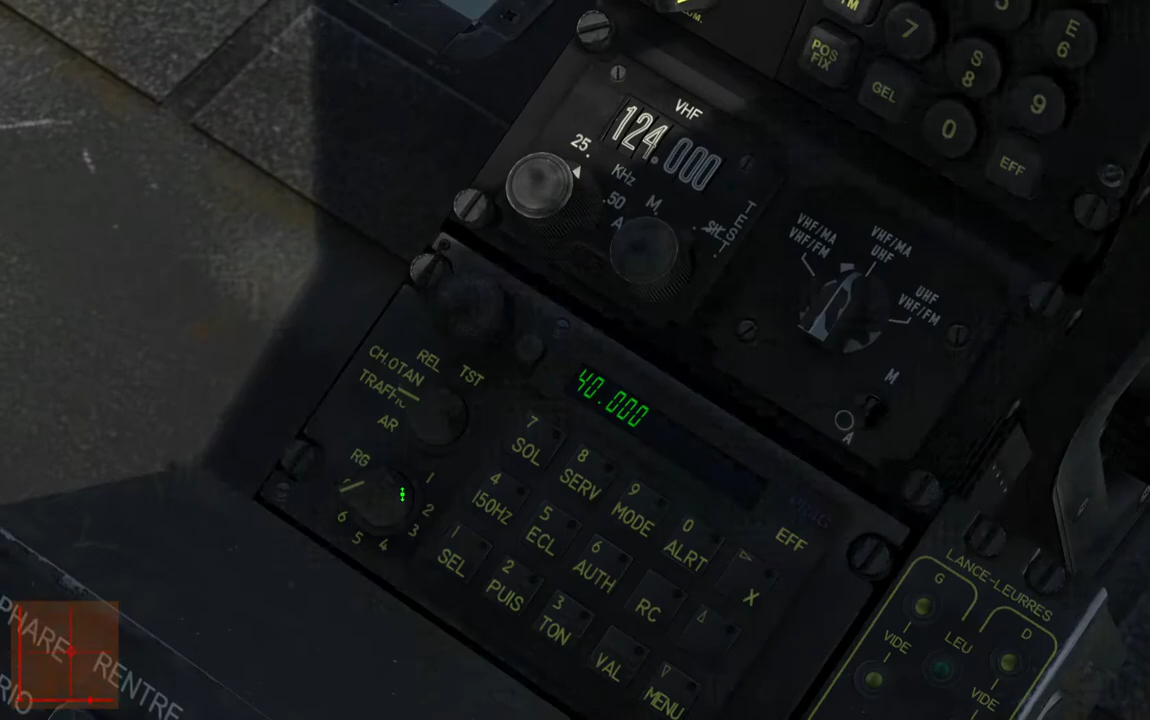 7
E
6
S
8
9
0
POS
FIX
GEL
EFF
VHF
124.000
25.
KHz
.50
M.
A
TEST
VHF/MA
VHF/FM
VHF/MA
UHF
UHF
VHF/FM
M
A
CH.OTAN
REL
TST
TRAFFIC
AR
RG
1
2
3
4
5
6
40.000
7
SOL
8
SERV
9
MODE
0
ALRT
X
EFF
4
150HZ
5
ECL
6
AUTH
RC
1
SEL
2
PUIS
3
TON
VAL
MENU
LANCE-LEURRES
G
D
VIDE
LEU
VIDE
PHARE
RENTRE